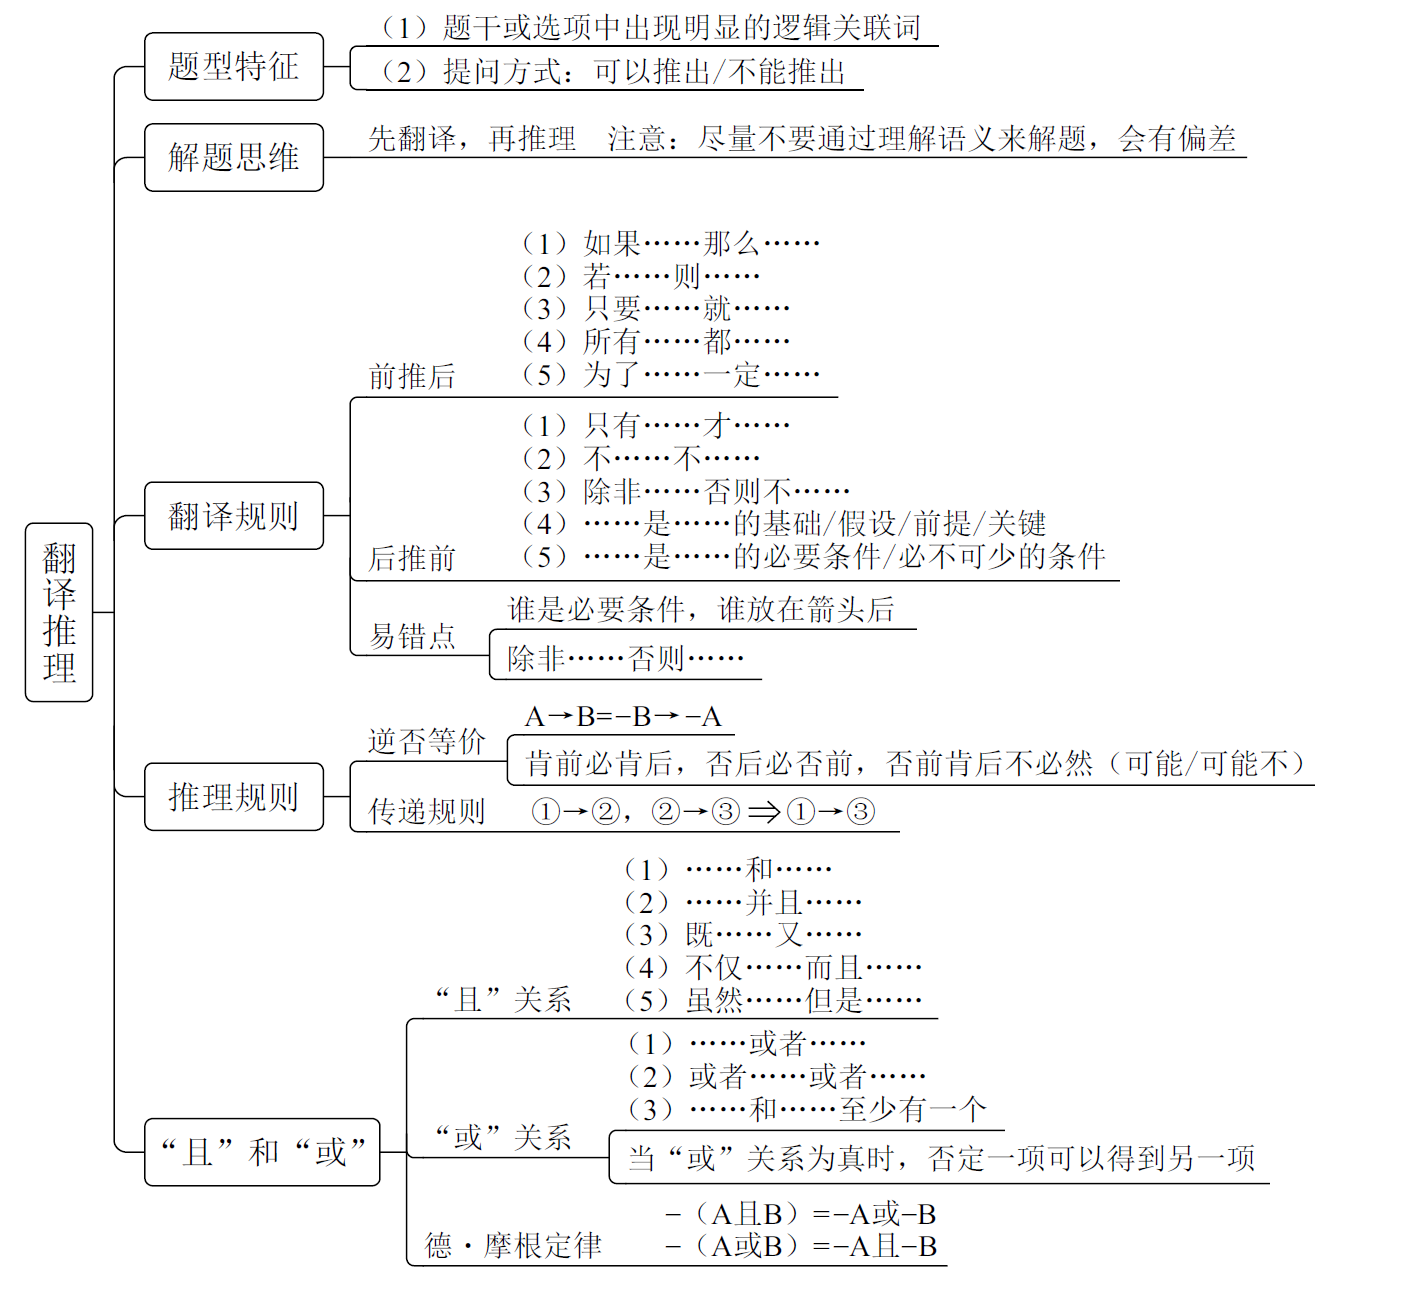 翻译推理
题型特征
（1）题干或选项中出现明显的逻辑关联词
（2）提问方式：可以推出/不能推出
解题思维
先翻译，再推理　注意：尽量不要通过理解语义来解题，会有偏差
翻译规则
前推后
（1）如果……那么……
（2）若……则……
（3）只要……就……
（4）所有……都……
（5）为了……一定……
后推前
（1）只有……才……
（2）不……不……
（3）除非……否则不……
（4）……是……的基础/假设/前提/关键
（5）……是……的必要条件/必不可少的条件
易错点
谁是必要条件，谁放在箭头后
除非……否则……
推理规则
逆否等价
A→B=−B→−A
肯前必肯后，否后必否前，否前肯后不必然（可能/可能不）
传递规则
①→②，②→③⇒①→③
“且”和“或”
“且”关系
（1）……和……
（2）……并且……
（3）既……又……
（4）不仅……而且……
（5）虽然……但是……
“或”关系
（1）……或者……
（2）或者……或者……
（3）……和……至少有一个
当“或”关系为真时，否定一项可以得到另一项
德·摩根定律
−（A且B）=−A或−B
−（A或B）=−A且−B